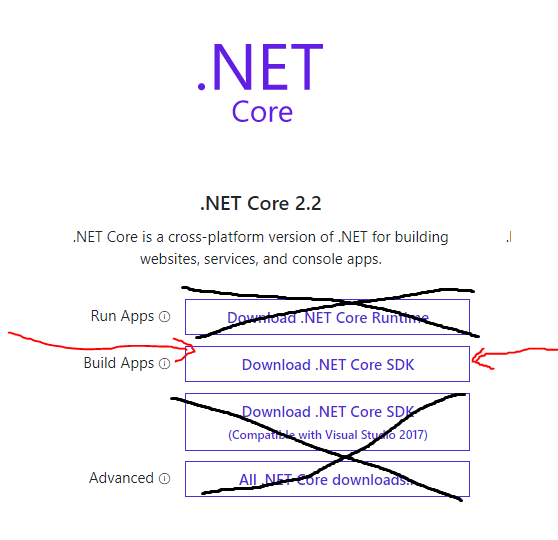 .NET
Core
.NET Core 2.2
.NET Core is a cross-platform version of .NET for building
websites, services, and console apps.
Run Apps ⓘ Download .NET Core Runtime
Build Apps ⓘ Download .NET Core SDK
Download .NET Core SDK
(Compatible with Visual Studio 2017)
Advanced ⓘ All .NET Core downloads...